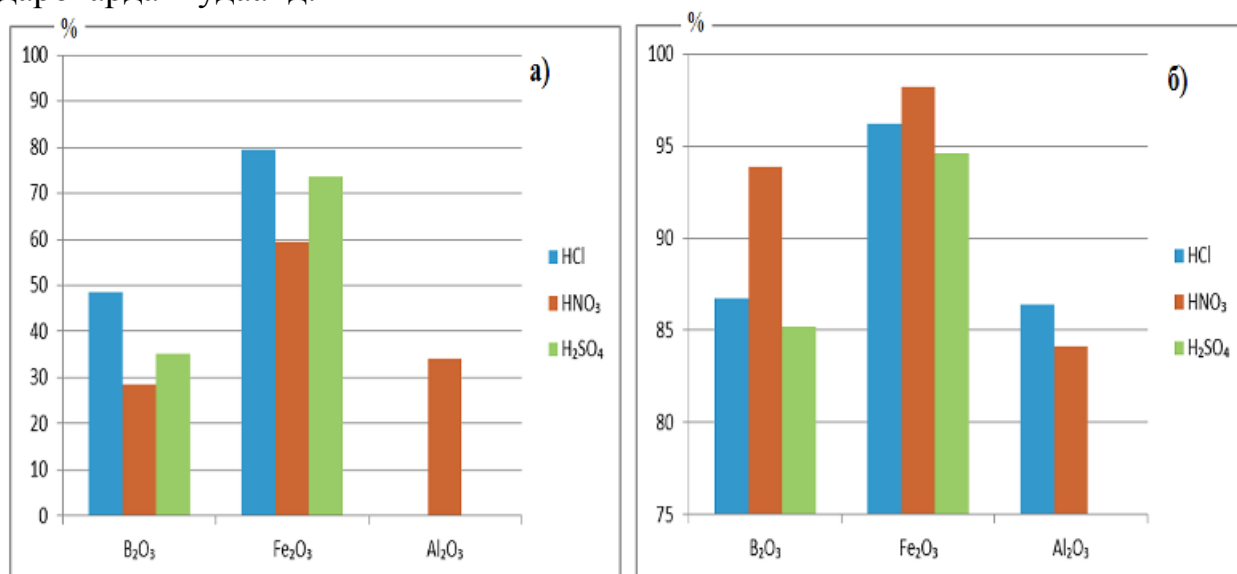 %
100
90
80
70
60
50
40
30
20
10
0
B₂O₃ Fe₂O₃ Al₂O₃
а)
HCl
HNO₃
H₂SO₄
%
100
95
90
85
80
75
B₂O₃ Fe₂O₃ Al₂O₃
б)
HCl
HNO₃
H₂SO₄